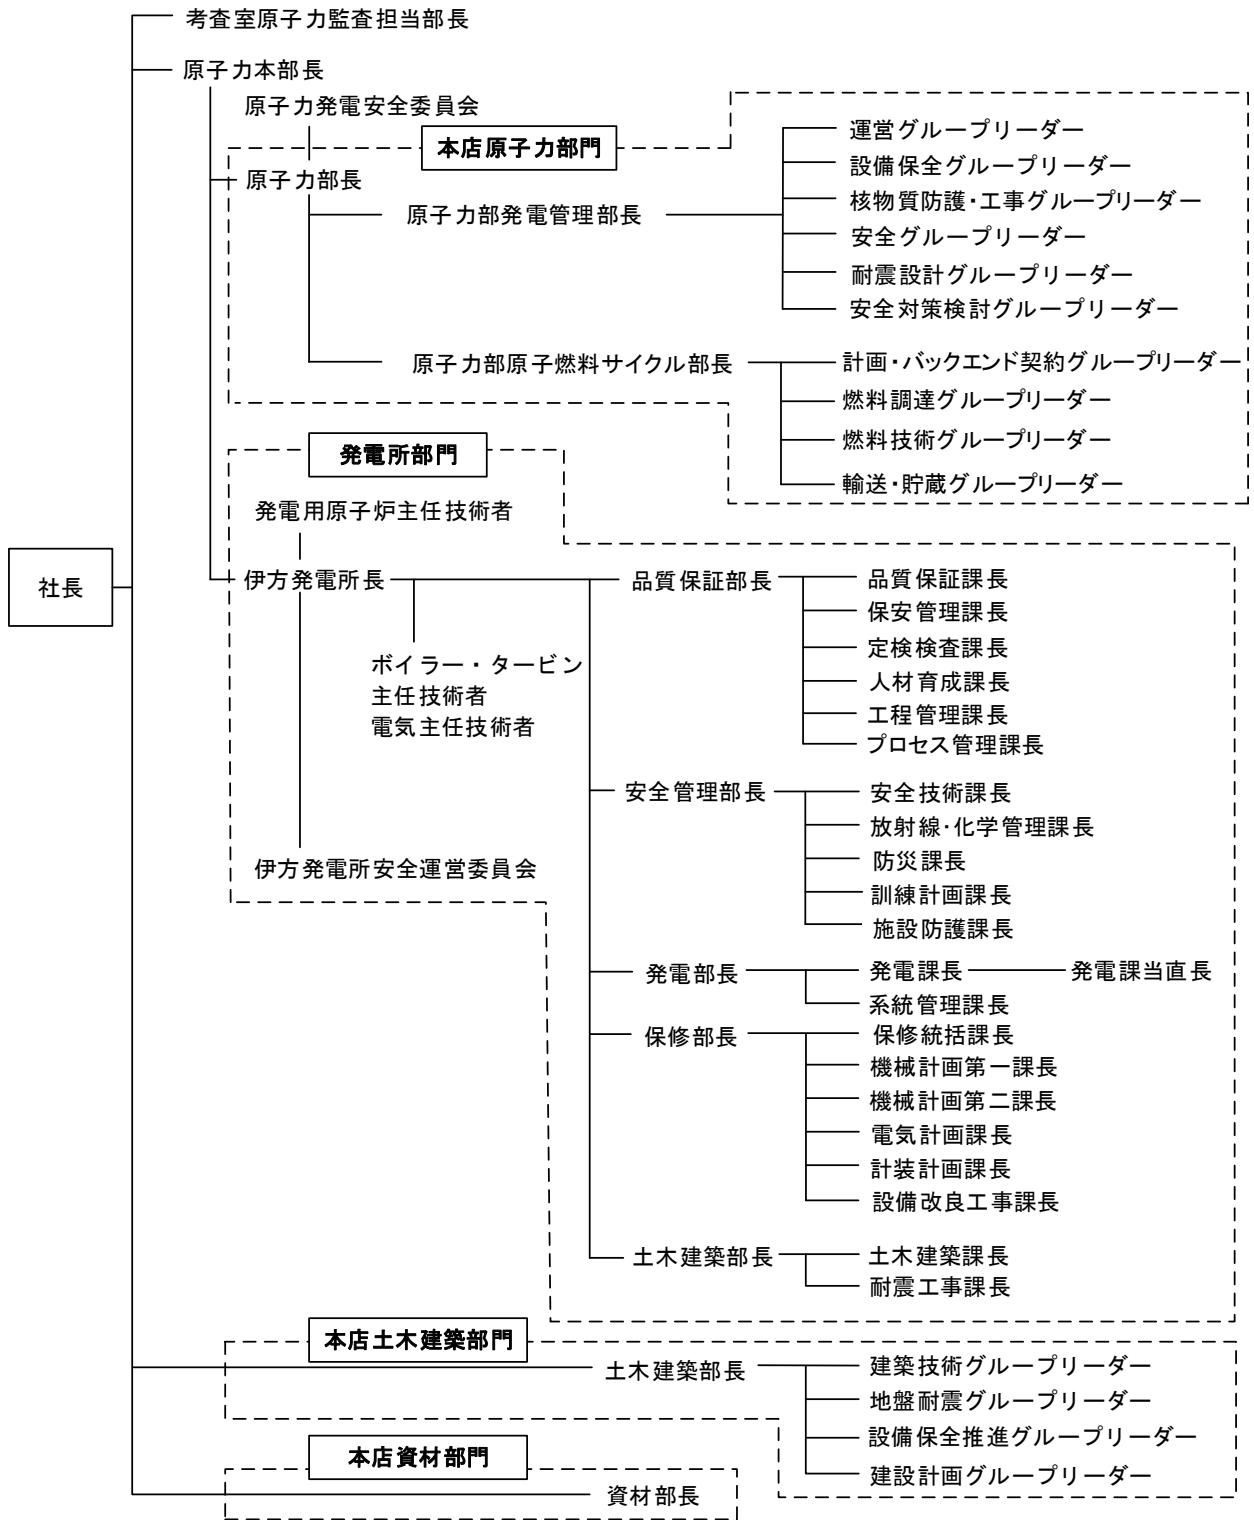 考査室原子力監査担当部長
原子力本部長
原子力発電安全委員会
本店原子力部門
原子力部長
原子力部発電管理部長
運営グループリーダー
設備保全グループリーダー
核物質防護・工事グループリーダー
安全グループリーダー
耐震設計グループリーダー
安全対策検討グループリーダー
原子力部原子燃料サイクル部長
計画・バックエンド契約グループリーダー
燃料調達グループリーダー
燃料技術グループリーダー
輸送・貯蔵グループリーダー
発電所部門
発電用原子炉主任技術者
社長
伊方発電所長
ボイラー・タービン
主任技術者
電気主任技術者
伊方発電所安全運営委員会
品質保証部長
品質保証課長
保安管理課長
定検検査課長
人材育成課長
工程管理課長
プロセス管理課長
安全管理部長
安全技術課長
放射線・化学管理課長
防災課長
訓練計画課長
施設防護課長
発電部長
発電課長
発電課当直長
系統管理課長
保修部長
保修統括課長
機械計画第一課長
機械計画第二課長
電気計画課長
計装計画課長
設備改良工事課長
土木建築部長
土木建築課長
耐震工事課長
本店土木建築部門
土木建築部長
建築技術グループリーダー
地盤耐震グループリーダー
設備保全推進グループリーダー
建設計画グループリーダー
本店資材部門
資材部長